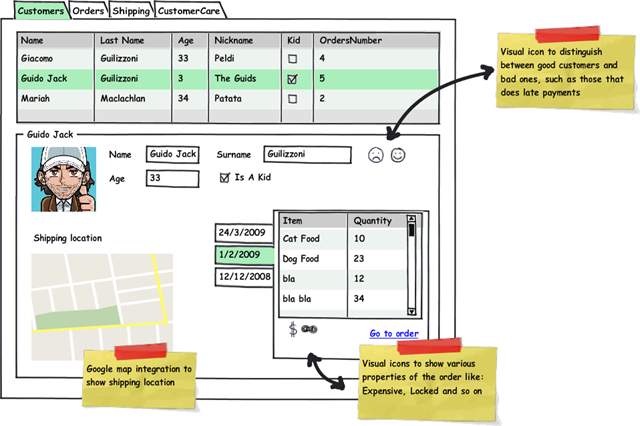 Customers Orders Shipping CustomerCare
Name Last Name Age Nickname Kid OrdersNumber
Giacomo Guilizzoni 33 Peldi 4
Guido Jack Guilizzoni 3 The Guids 5
Mariah Maclachlan 34 Patata 2
Visual icon to distinguish
between good customers and
bad ones, such as those that
does late payments
Guido Jack
Name Guido Jack Surname Guilizzoni
Age 33 Is A Kid
Shipping location
24/3/2009
1/2/2009
12/12/2008
Item Quantity
Cat Food 10
Dog Food 23
bla 12
bla bla 34
$
Go to order
Google map integration to
show shipping location
Visual icons to show various
properties of the order like:
Expensive, Locked and so on